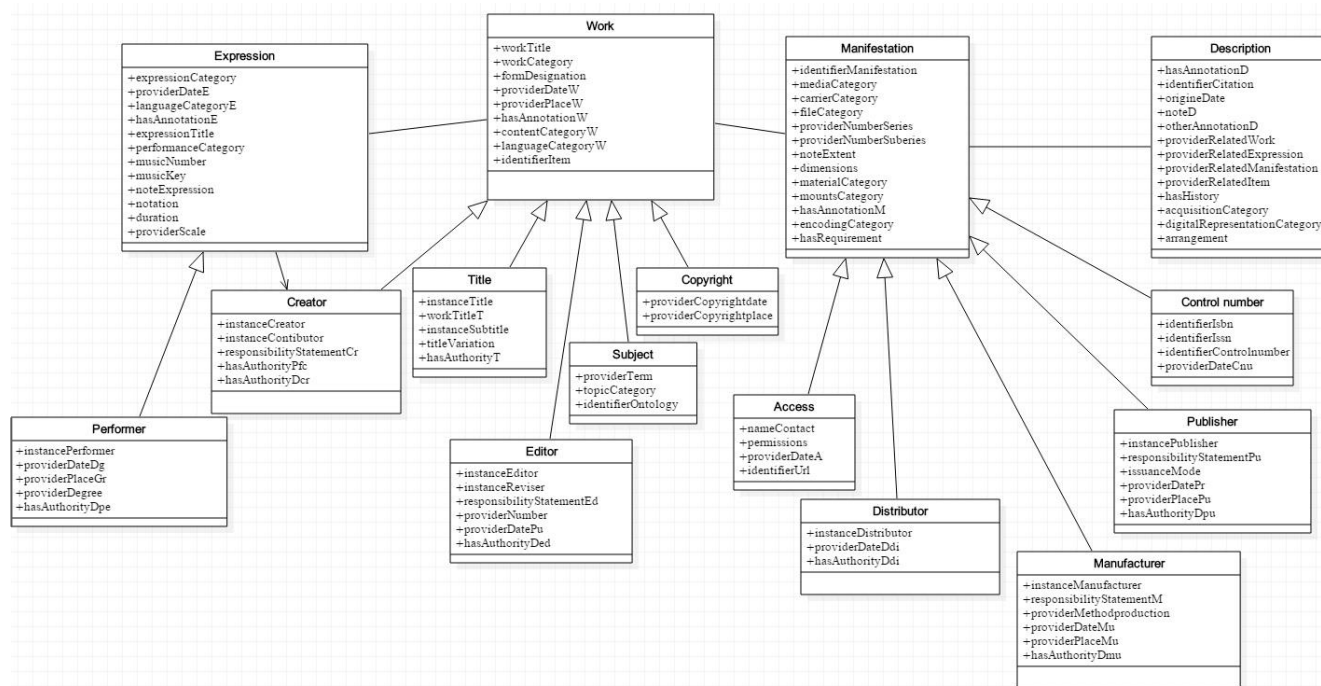 Expression
+expressionCategory
+providerDateE
+languageCategoryE
+hasAnnotationE
+expressionTitle
+performanceCategory
+musicNumber
+musicKey
+noteExpression
+notation
+duration
+providerScale
Work
+workTitle
+workCategory
+formDesignation
+providerDateW
+providerPlaceW
+hasAnnotationW
+contentCategoryW
+languageCategoryW
+identifierItem
Manifestation
+identifierManifestation
+mediaCategory
+carrierCategory
+fileCategory
+providerNumberSeries
+providerNumberSuberies
+noteExtent
+dimensions
+materialCategory
+mountsCategory
+hasAnnotationM
+encodingCategory
+hasRequirement
Description
+hasAnnotationD
+identifierCitation
+origineDate
+noteD
+otherAnnotationD
+providerRelatedWork
+providerRelatedExpression
+providerRelatedManifestation
+providerRelatedItem
+hasHistory
+acquisitionCategory
+digitalRepresentationCategory
+arrangement
Creator
+instanceCreator
+instanceContibutor
+responsibilityStatementCr
+hasAuthorityPfc
+hasAuthorityDcr
Title
+instanceTitle
+workTitleT
+instanceSubtitle
+titleVariation
+hasAuthorityT
Copyright
+providerCopyrightdate
+providerCopyrightplace
Subject
+providerTerm
+topicCategory
+identifierOntology
Control number
+identifierIsbn
+identifierIssn
+identifierControlnumber
+providerDateCnu
Performer
+instancePerformer
+providerDateDg
+providerPlaceGr
+providerDegree
+hasAuthorityDpe
Editor
+instanceEditor
+instanceReviser
+responsibilityStatementEd
+providerNumber
+providerDatePu
+hasAuthorityDed
Access
+nameContact
+permissions
+providerDateA
+identifierUrl
Publisher
+instancePublisher
+responsibilityStatementPu
+issuanceMode
+providerDatePr
+providerPlacePu
+hasAuthorityDpu
Distributor
+instanceDistributor
+providerDateDdi
+hasAuthorityDdi
Manufacturer
+instanceManufacturer
+responsibilityStatementM
+providerMethodproduction
+providerDateMu
+providerPlaceMu
+hasAuthorityDmu